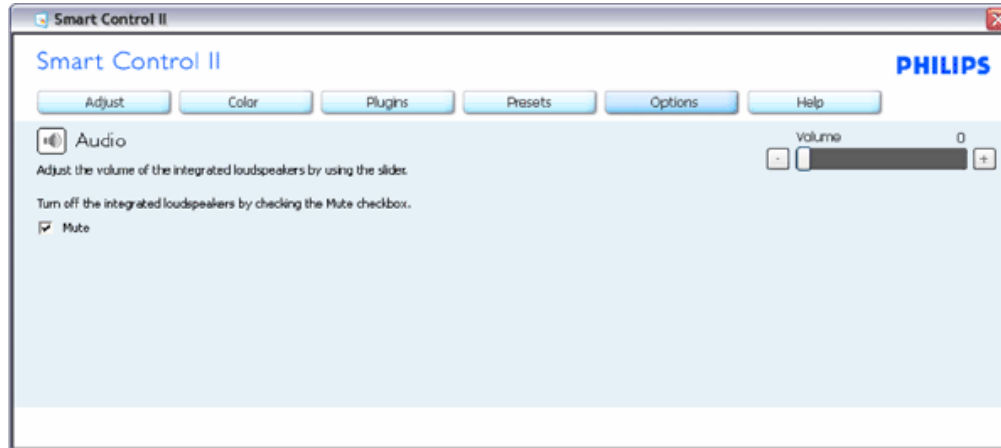 Smart Control II
Smart Control II
PHILIPS
Adjust Color Plugins Presets Options Help
Audio
Volume 0
- +
Adjust the volume of the integrated loudspeakers by using the slider.
Turn off the integrated loudspeakers by checking the Mute checkbox.
Mute